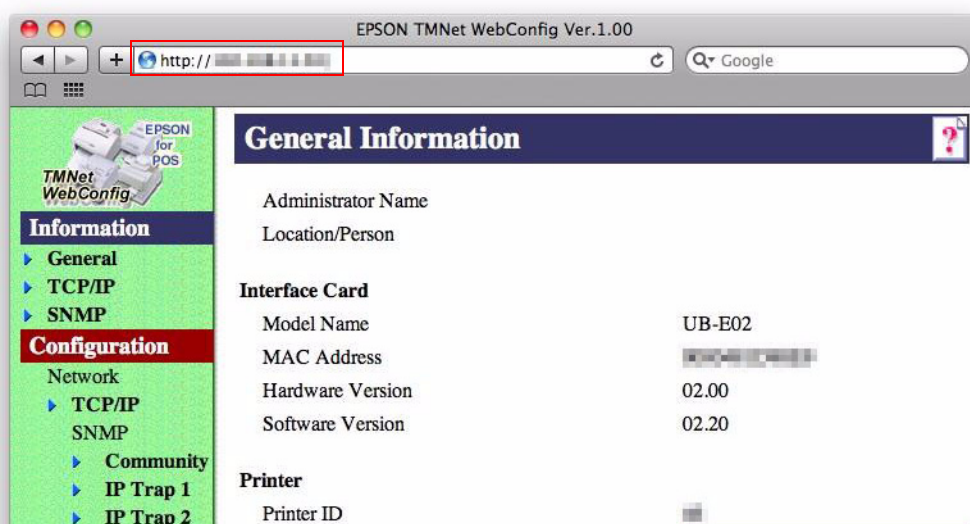 EPSON TMNet WebConfig Ver.1.00
http://
Google
EPSON
for
POS
TMNet
WebConfig
Information
General
TCP/IP
SNMP
Configuration
Network
TCP/IP
SNMP
Community
IP Trap 1
IP Trap 2
General Information
?
Administrator Name
Location/Person
Interface Card
Model Name UB-E02
MAC Address
Hardware Version 02.00
Software Version 02.20
Printer
Printer ID